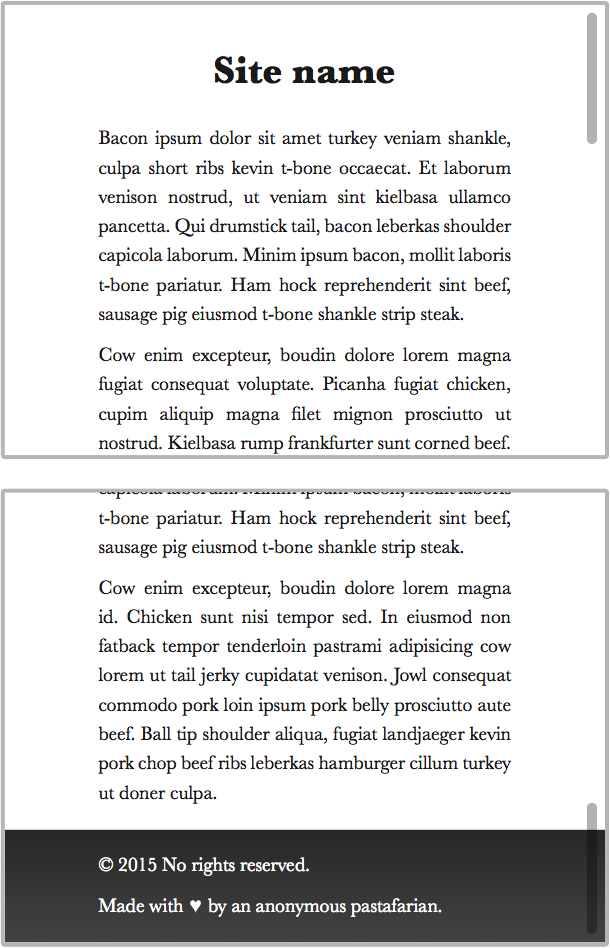 Site name
Bacon ipsum dolor sit amet turkey veniam shankle,
culpa short ribs kevin t-bone occaecat. Et laborum
venison nostrud, ut veniam sint kielbasa ullamco
pancetta. Qui drumstick tail, bacon leberkas shoulder
capicola laborum. Minim ipsum bacon, mollit laboris
t-bone pariatur. Ham hock reprehenderit sint beef,
sausage pig eiusmod t-bone shankle strip steak.
Cow enim excepteur, boudin dolore lorem magna
fugiat consequat voluptate. Picanha fugiat chicken,
cupim aliquip magna filet mignon prosciutto ut
nostrud. Kielbasa rump frankfurter sunt corned beef.
capicola laborum. Minim ipsum bacon, mollit laboris
t-bone pariatur. Ham hock reprehenderit sint beef,
sausage pig eiusmod t-bone shankle strip steak.
Cow enim excepteur, boudin dolore lorem magna
id. Chicken sunt nisi tempor sed. In eiusmod non
fatback tempor tenderloin pastrami adipisicing cow
lorem ut tail jerky cupidatat venison. Jowl consequat
commodo pork loin ipsum pork belly prosciutto aute
beef. Ball tip shoulder aliqua, fugiat landjaeger kevin
pork chop beef ribs leberkas hamburger cillum turkey
ut doner culpa.
© 2015 No rights reserved.
Made with ♥ by an anonymous pastafarian.